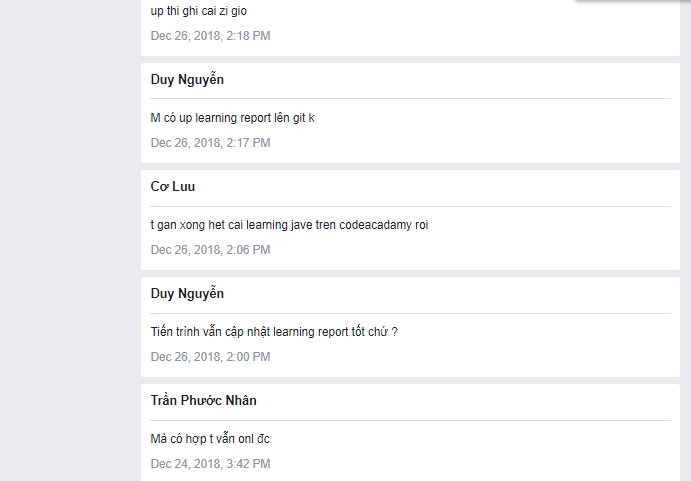 up thi ghi cai zi gio
Dec 26, 2018, 2:18 PM
Duy Nguyễn
M có up learning report lên git k
Dec 26, 2018, 2:17 PM
Cơ Luu
t gan xong het cai learning jave tren codeacadamy roi
Dec 26, 2018, 2:06 PM
Duy Nguyễn
Tiến trình vẫn cập nhật learning report tốt chứ ?
Dec 26, 2018, 2:00 PM
Trần Phước Nhân
Mà có hợp t vẫn onl đc
Dec 24, 2018, 3:42 PM